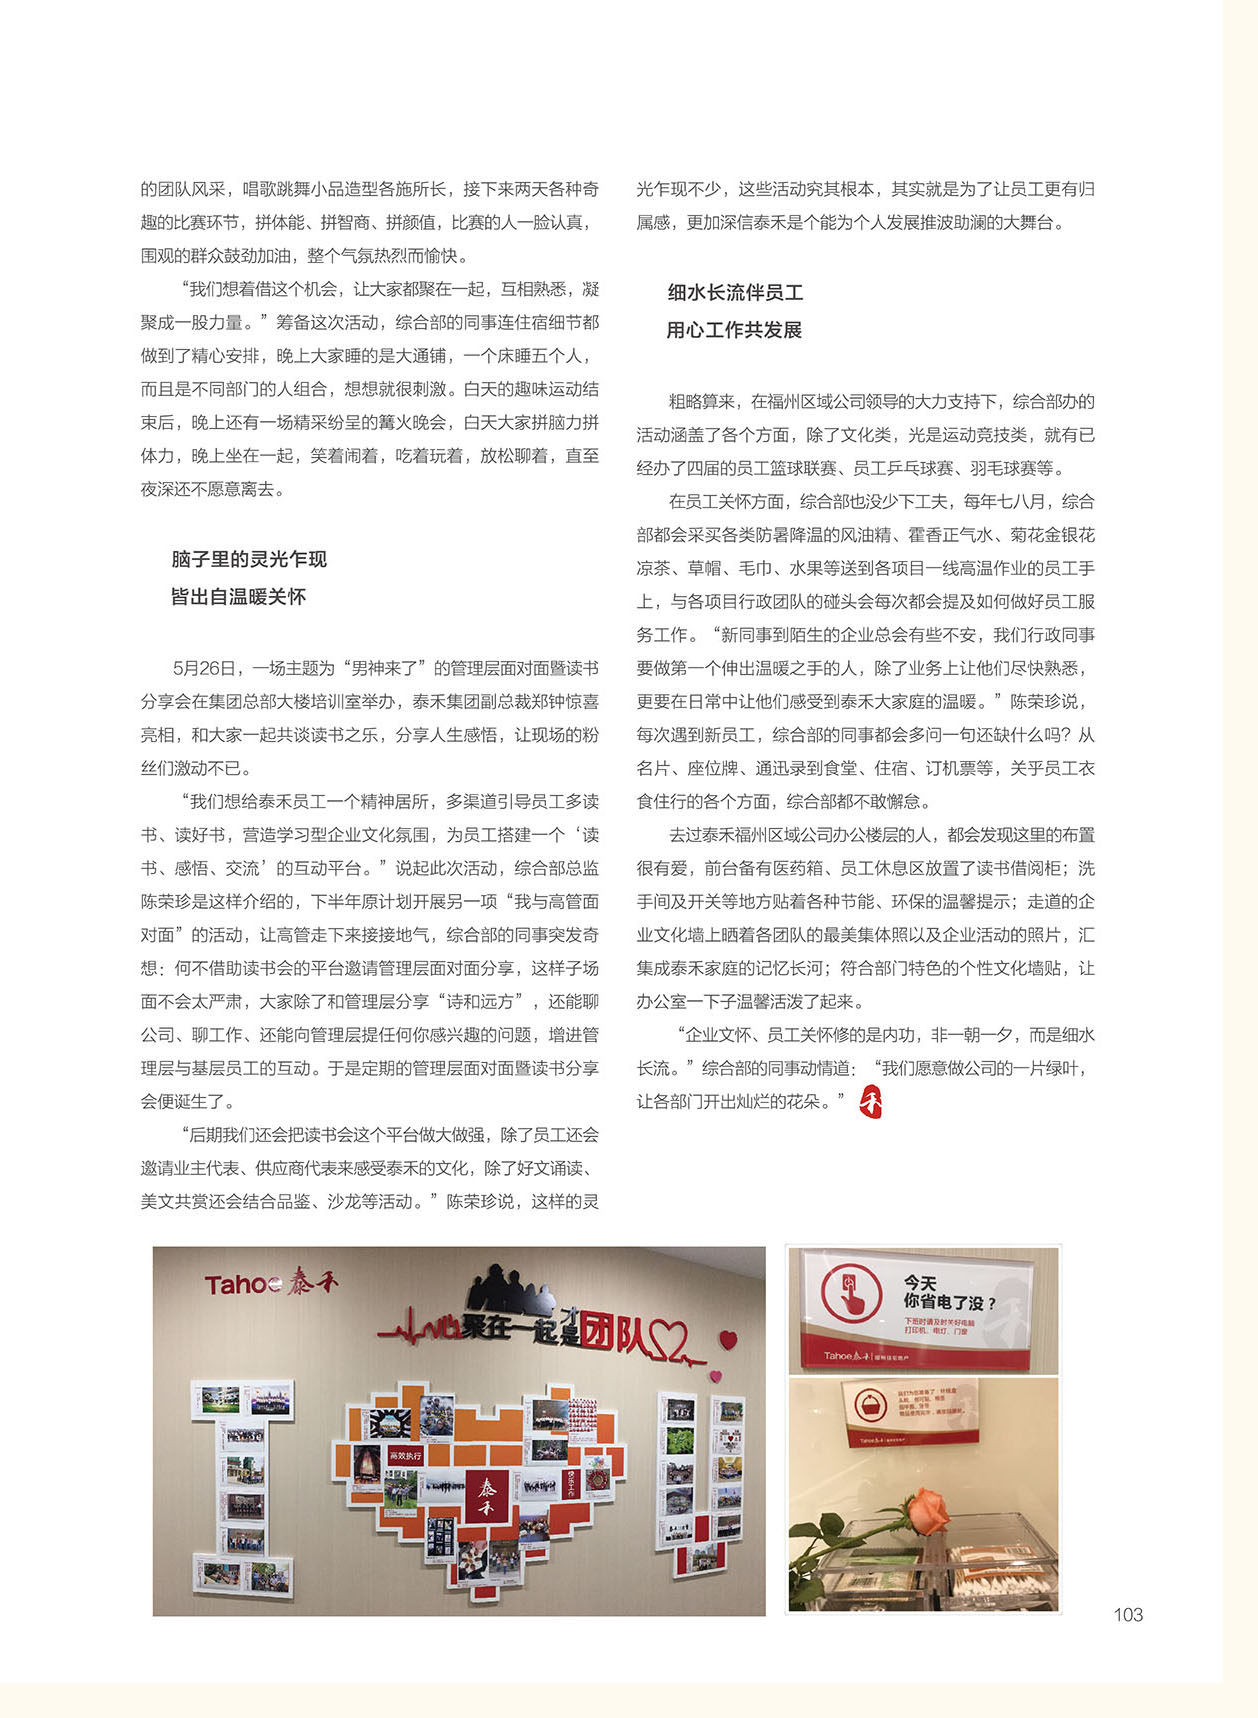 的团队风采，唱歌跳舞小品造型各施所长，接下来两天各种奇
趣的比赛环节，拼体能、拼智商、拼颜值，比赛的人一脸认真，
围观的群众鼓劲加油，整个气氛热烈而愉快。
“我们想着借这个机会，让大家都聚在一起，互相熟悉，凝
聚成一股力量。”筹备这次活动，综合部的同事连住宿细节都
做到了精心安排，晚上大家睡的是大通铺，一个床睡五个人，
而且是不同部门的人组合，想想就很刺激。白天的趣味运动结
束后，晚上还有一场精采纷呈的篝火晚会，白天大家拼脑力拼
体力，晚上坐在一起，笑着闹着，吃着玩着，放松聊着，直至
夜深还不愿意离去。
脑子里的灵光乍现
皆出自温暖关怀
5月26日，一场主题为“男神来了”的管理层面对面暨读书
分享会在集团总部大楼培训室举办，泰禾集团副总裁郑钟惊喜
亮相，和大家一起共谈读书之乐，分享人生感悟，让现场的粉
丝们激动不已。
“我们想给泰禾员工一个精神居所，多渠道引导员工多读
书、读好书，营造学习型企业文化氛围，为员工搭建一个‘读
书、感悟、交流’的互动平台。”说起此次活动，综合部总监
陈荣珍是这样介绍的，下半年原计划开展另一项“我与高管面
对面”的活动，让高管走下来接接地气，综合部的同事突发奇
想：何不借助读书会的平台邀请管理层面对面分享，这样子场
面不会太严肃，大家除了和管理层分享“诗和远方”，还能聊
公司、聊工作、还能向管理层提任何你感兴趣的问题，增进管
理层与基层员工的互动。于是定期的管理层面对面暨读书分享
会便诞生了。
“后期我们还会把读书会这个平台做大做强，除了员工还会
邀请业主代表、供应商代表来感受泰禾的文化，除了好文诵读、
美文共赏还会结合品鉴、沙龙等活动。”陈荣珍说，这样的灵
光乍现不少，这些活动究其根本，其实就是为了让员工更有归
属感，更加深信泰禾是个能为个人发展推波助澜的大舞台。
细水长流伴员工
用心工作共发展
粗略算来，在福州区域公司领导的大力支持下，综合部办的
活动涵盖了各个方面，除了文化类，光是运动竞技类，就有已
经办了四届的员工篮球联赛、员工乒乓球赛、羽毛球赛等。
在员工关怀方面，综合部也没少下工夫，每年七八月，综合
部都会采买各类防暑降温的风油精、霍香正气水、菊花金银花
凉茶、草帽、毛巾、水果等送到各项目一线高温作业的员工手
上，与各项目行政团队的碰头会每次都会提及如何做好员工服
务工作。“新同事到陌生的企业总会有些不安，我们行政同事
要做第一个伸出温暖之手的人，除了业务上让他们尽快熟悉，
更要在日常中让他们感受到泰禾大家庭的温暖。”陈荣珍说，
每次遇到新员工，综合部的同事都会多问一句还缺什么吗？从
名片、座位牌、通迅录到食堂、住宿、订机票等，关乎员工衣
食住行的各个方面，综合部都不敢懈怠。
去过泰禾福州区域公司办公楼层的人，都会发现这里的布置
很有爱，前台备有医药箱、员工休息区放置了读书借阅柜；洗
手间及开关等地方贴着各种节能、环保的温馨提示；走道的企
业文化墙上晒着各团队的最美集体照以及企业活动的照片，汇
集成泰禾家庭的记忆长河；符合部门特色的个性文化墙贴，让
办公室一下子温馨活泼了起来。
“企业文怀、员工关怀修的是内功，非一朝一夕，而是细水
长流。”综合部的同事动情道：“我们愿意做公司的一片绿叶，
让各部门开出灿烂的花朵。”
禾
Tahoe 泰禾
心聚在一起才是团队
高效执行
泰禾
快乐工作
今天
你省电了没？
下班时请及时关好电脑
打印机、电灯、门窗
Tahoe 泰禾 福州住宅地产
Tahoe 泰禾
103